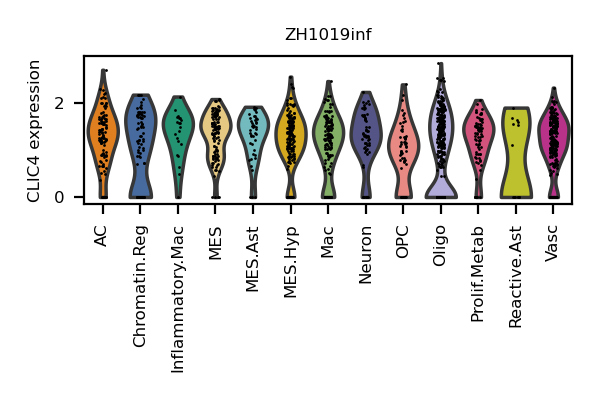 ZH1019inf
CLIC4 expression
2
0
AC
Chromatin.Reg
Inflammatory.Mac
MES
MES.Ast
MES.Hyp
Mac
Neuron
OPC
Oligo
Prolif.Metab
Reactive.Ast
Vasc